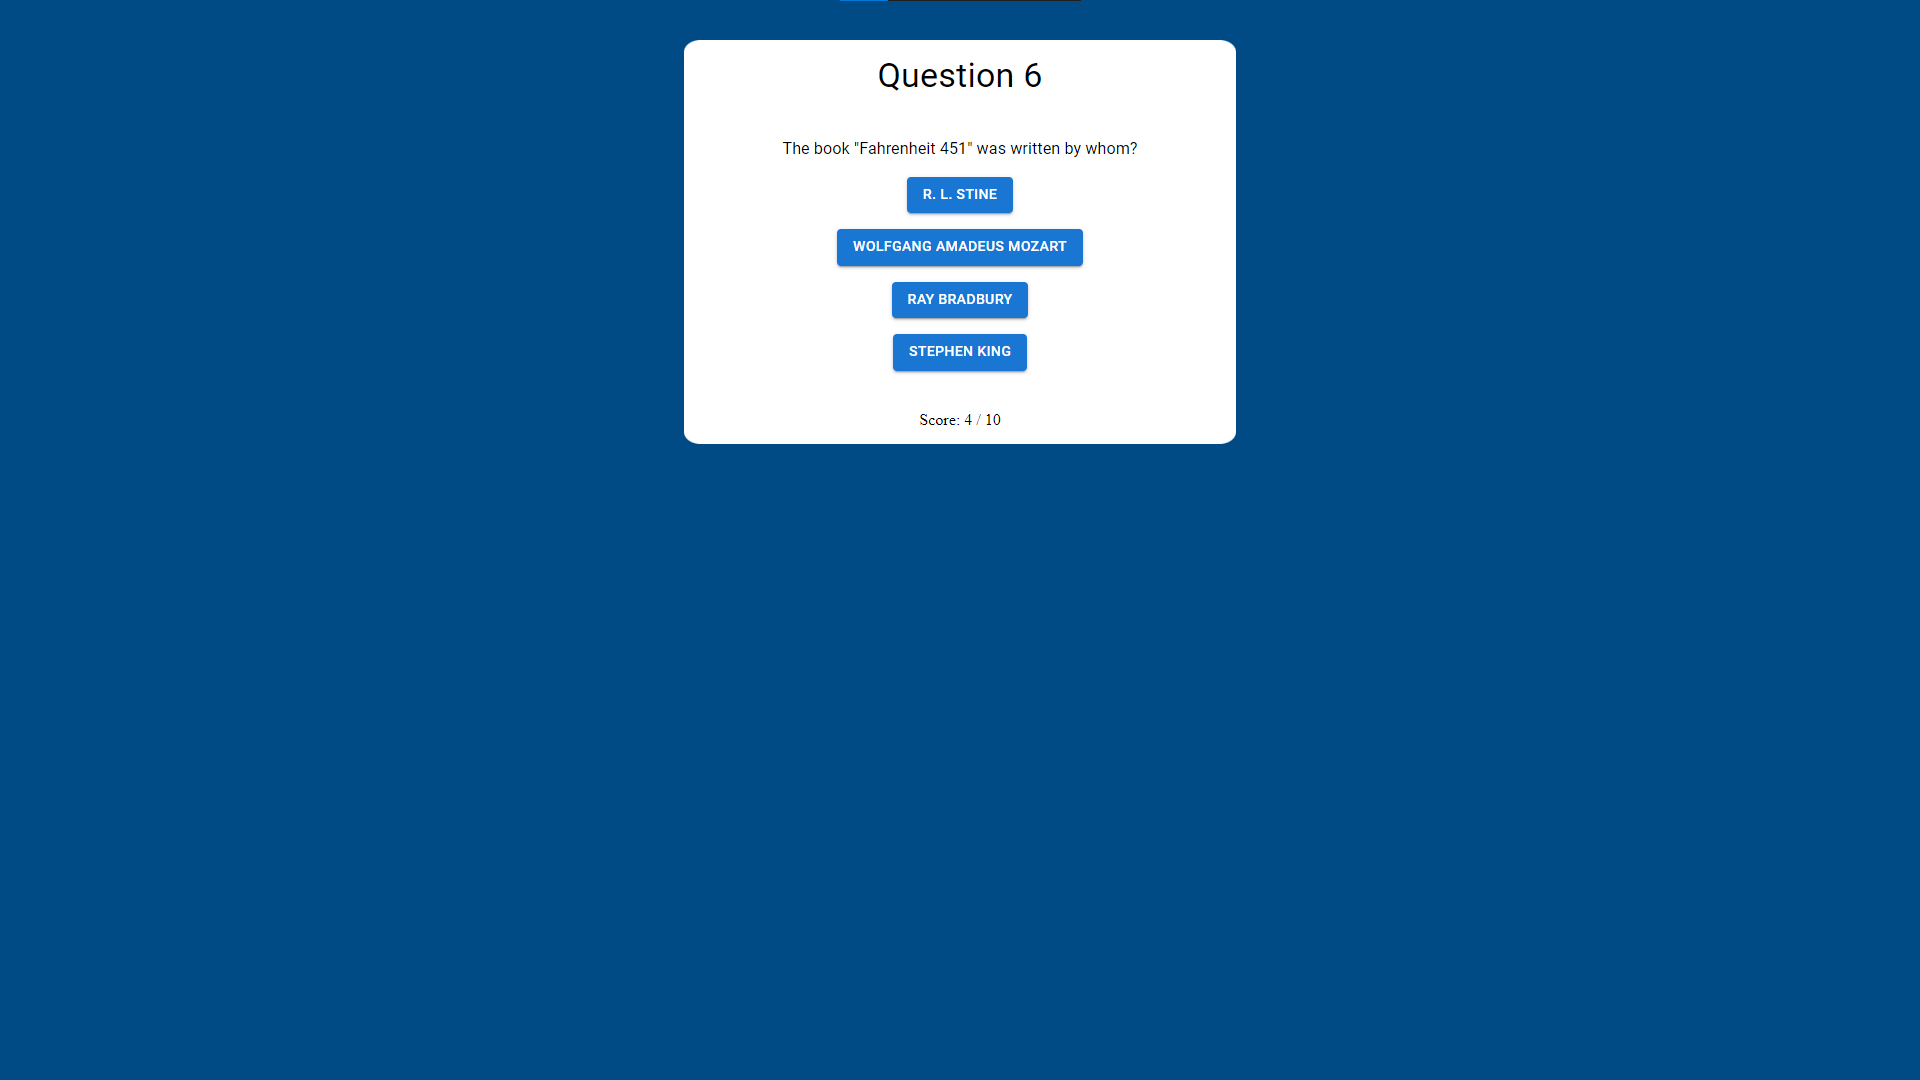 Question 6
The book "Fahrenheit 451" was written by whom?
R. L. STINE
WOLFGANG AMADEUS MOZART
RAY BRADBURY
STEPHEN KING
Score: 4 / 10